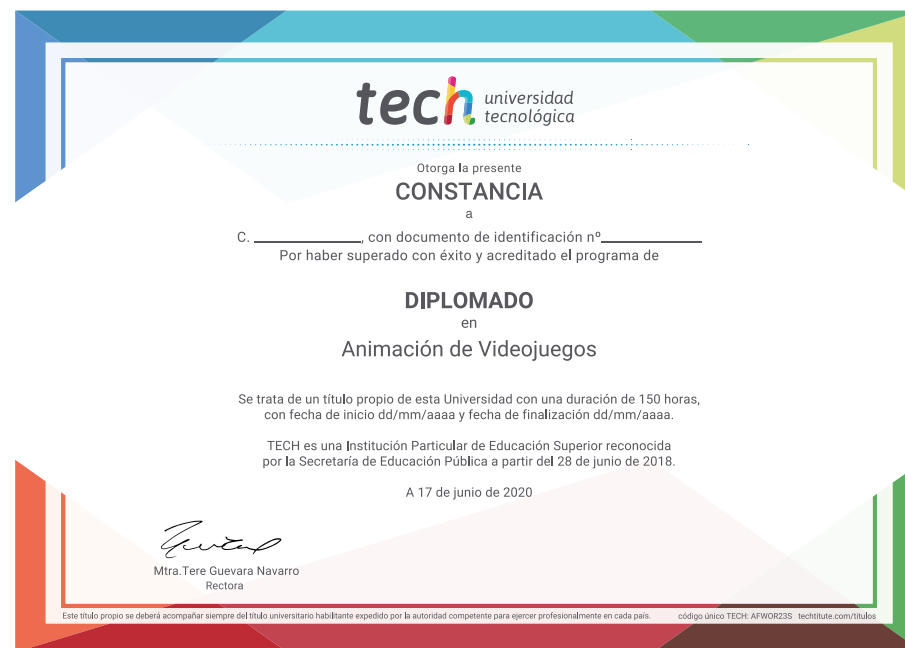 tech universidad
tecnológica
Otorga la presente
CONSTANCIA
a
C. ______________, con documento de identificación nº______________
Por haber superado con éxito y acreditado el programa de
DIPLOMADO
en
Animación de Videojuegos
Se trata de un título propio de esta Universidad con una duración de 150 horas,
con fecha de inicio dd/mm/aaaa y fecha de finalización dd/mm/aaaa.
TECH es una Institución Particular de Educación Superior reconocida
por la Secretaría de Educación Pública a partir del 28 de junio de 2018.
A 17 de junio de 2020
Mtra.Tere Guevara Navarro
Rectora
Este título propio se deberá acompañar siempre del título universitario habilitante expedido por la autoridad competente para ejercer profesionalmente en cada país. código único TECH: AFWOR23S techtitute.com/titulos